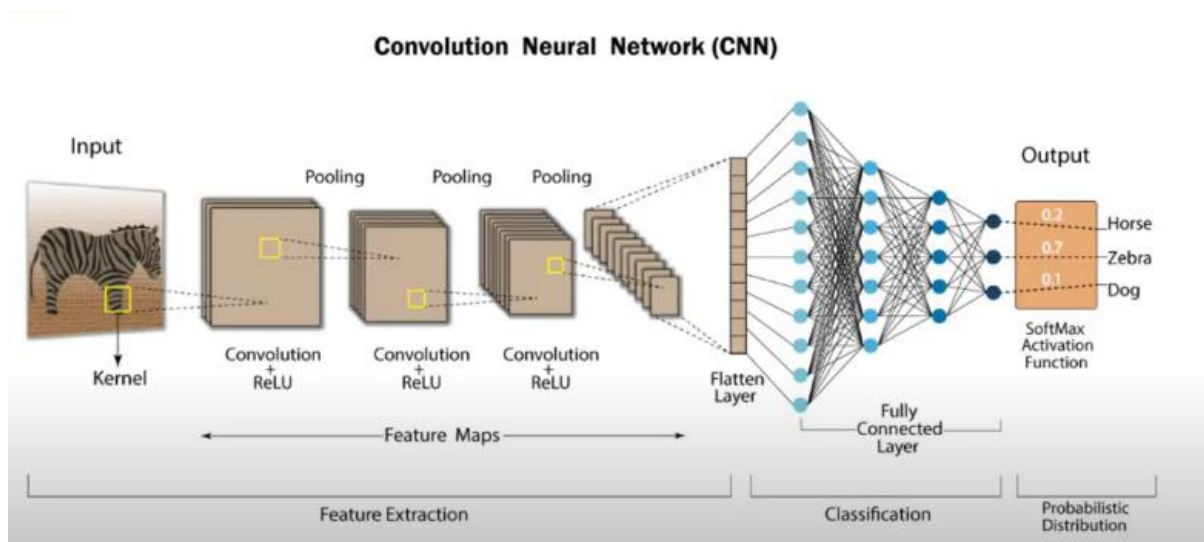 Convolution Neural Network (CNN)
Input
Output
Pooling
Pooling
Pooling
Kernel
Convolution
+
ReLU
Convolution
+
ReLU
Convolution
+
ReLU
Flatten
Layer
0.2
0.7
0.1
Horse
Zebra
Dog
SoftMax
Activation
Function
Feature Maps
Fully
Connected
Layer
Feature Extraction
Classification
Probabilistic
Distribution